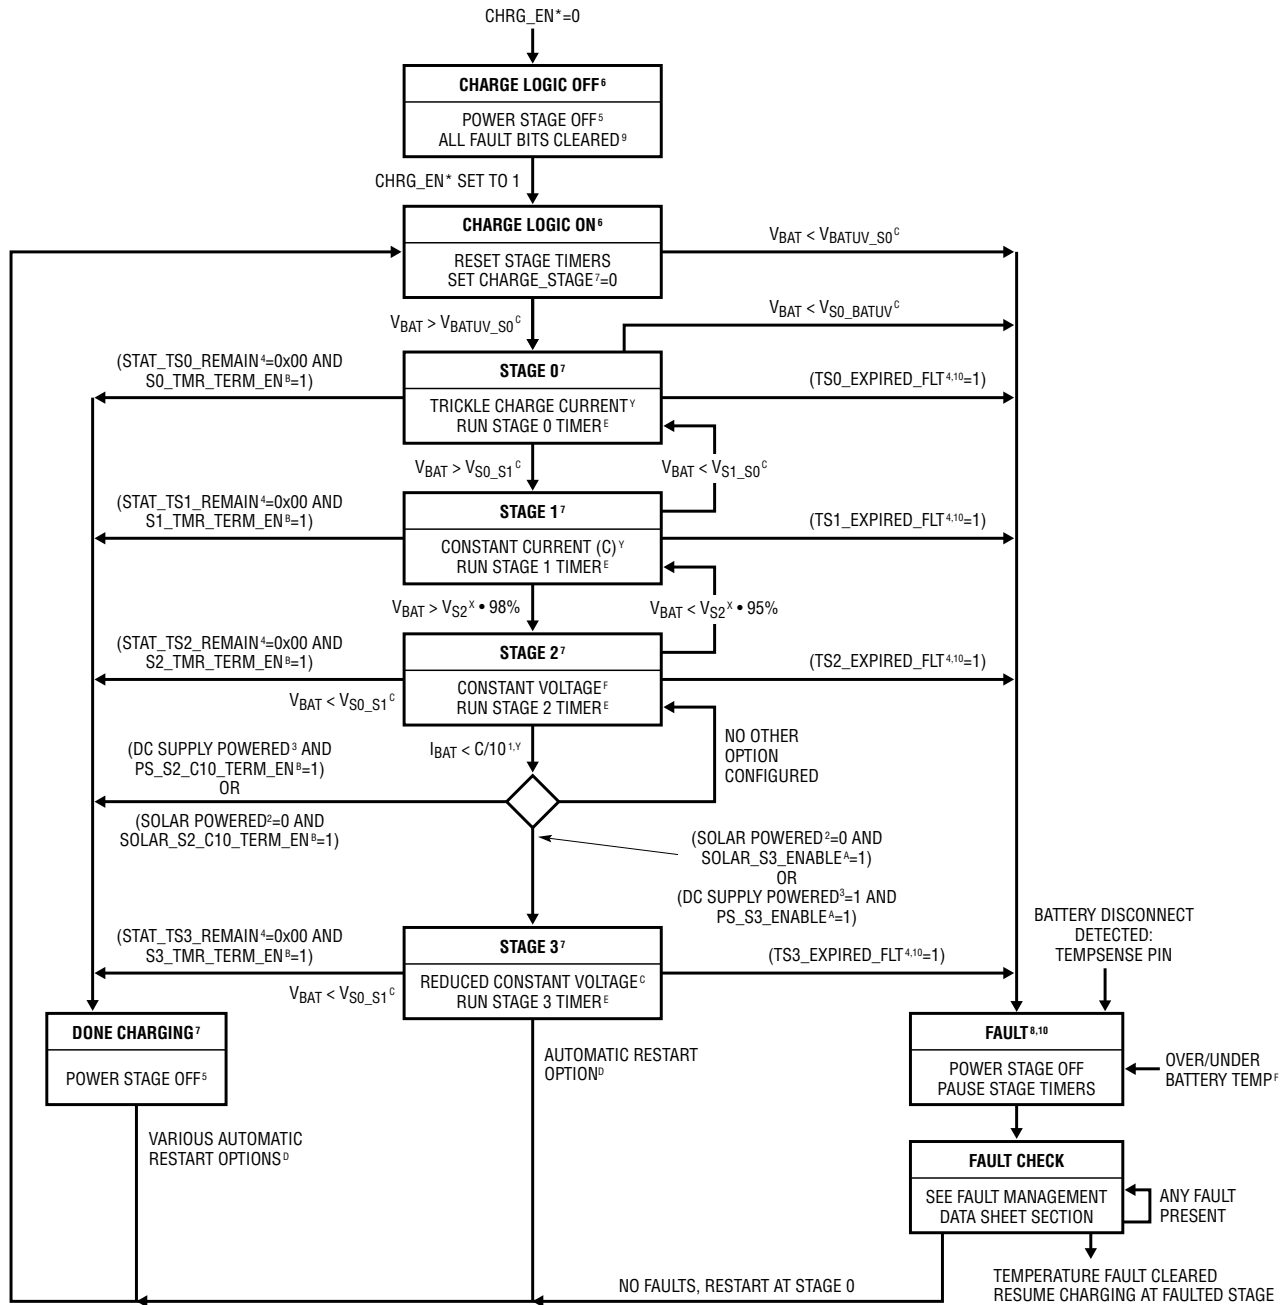 CHRG_EN*=0
CHARGE LOGIC OFF⁶
POWER STAGE OFF⁵
ALL FAULT BITS CLEARED⁹
CHRG_EN* SET TO 1
CHARGE LOGIC ON⁶
RESET STAGE TIMERS
SET CHARGE_STAGE⁷=0
VBAT < VBATUV_S0ᶜ
VBAT > VBATUV_S0ᶜ
VBAT < VS0_BATUVᶜ
(STAT_TS0_REMAIN⁴=0x00 AND
S0_TMR_TERM_ENᴮ=1)
STAGE 0⁷
TRICKLE CHARGE CURRENTʸ
RUN STAGE 0 TIMERᴱ
(TS0_EXPIRED_FLT⁴,¹⁰=1)
VBAT > VS0_S1ᶜ
VBAT < VS1_S0ᶜ
(STAT_TS1_REMAIN⁴=0x00 AND
S1_TMR_TERM_ENᴮ=1)
STAGE 1⁷
CONSTANT CURRENT (C)ʸ
RUN STAGE 1 TIMERᴱ
(TS1_EXPIRED_FLT⁴,¹⁰=1)
VBAT > VS2ˣ • 98%
VBAT < VS2ˣ • 95%
(STAT_TS2_REMAIN⁴=0x00 AND
S2_TMR_TERM_ENᴮ=1)
VBAT < VS0_S1ᶜ
STAGE 2⁷
CONSTANT VOLTAGEꟳ
RUN STAGE 2 TIMERᴱ
(TS2_EXPIRED_FLT⁴,¹⁰=1)
IBAT < C/10¹,ʸ
NO OTHER
OPTION
CONFIGURED
(DC SUPPLY POWERED³ AND
PS_S2_C10_TERM_ENᴮ=1)
OR
(SOLAR POWERED²=0 AND
SOLAR_S2_C10_TERM_ENᴮ=1)
(SOLAR POWERED²=0 AND
SOLAR_S3_ENABLEᴬ=1)
OR
(DC SUPPLY POWERED³=1 AND
PS_S3_ENABLEᴬ=1)
(STAT_TS3_REMAIN⁴=0x00 AND
S3_TMR_TERM_ENᴮ=1)
VBAT < VS0_S1ᶜ
STAGE 3⁷
REDUCED CONSTANT VOLTAGEᶜ
RUN STAGE 3 TIMERᴱ
(TS3_EXPIRED_FLT⁴,¹⁰=1)
BATTERY DISCONNECT
DETECTED:
TEMPSENSE PIN
DONE CHARGING⁷
POWER STAGE OFF⁵
AUTOMATIC RESTART
OPTIONᴰ
FAULT⁸,¹⁰
POWER STAGE OFF
PAUSE STAGE TIMERS
OVER/UNDER
BATTERY TEMPꟳ
VARIOUS AUTOMATIC
RESTART OPTIONSᴰ
FAULT CHECK
SEE FAULT MANAGEMENT
DATA SHEET SECTION
ANY FAULT
PRESENT
NO FAULTS, RESTART AT STAGE 0
TEMPERATURE FAULT CLEARED
RESUME CHARGING AT FAULTED STAGE